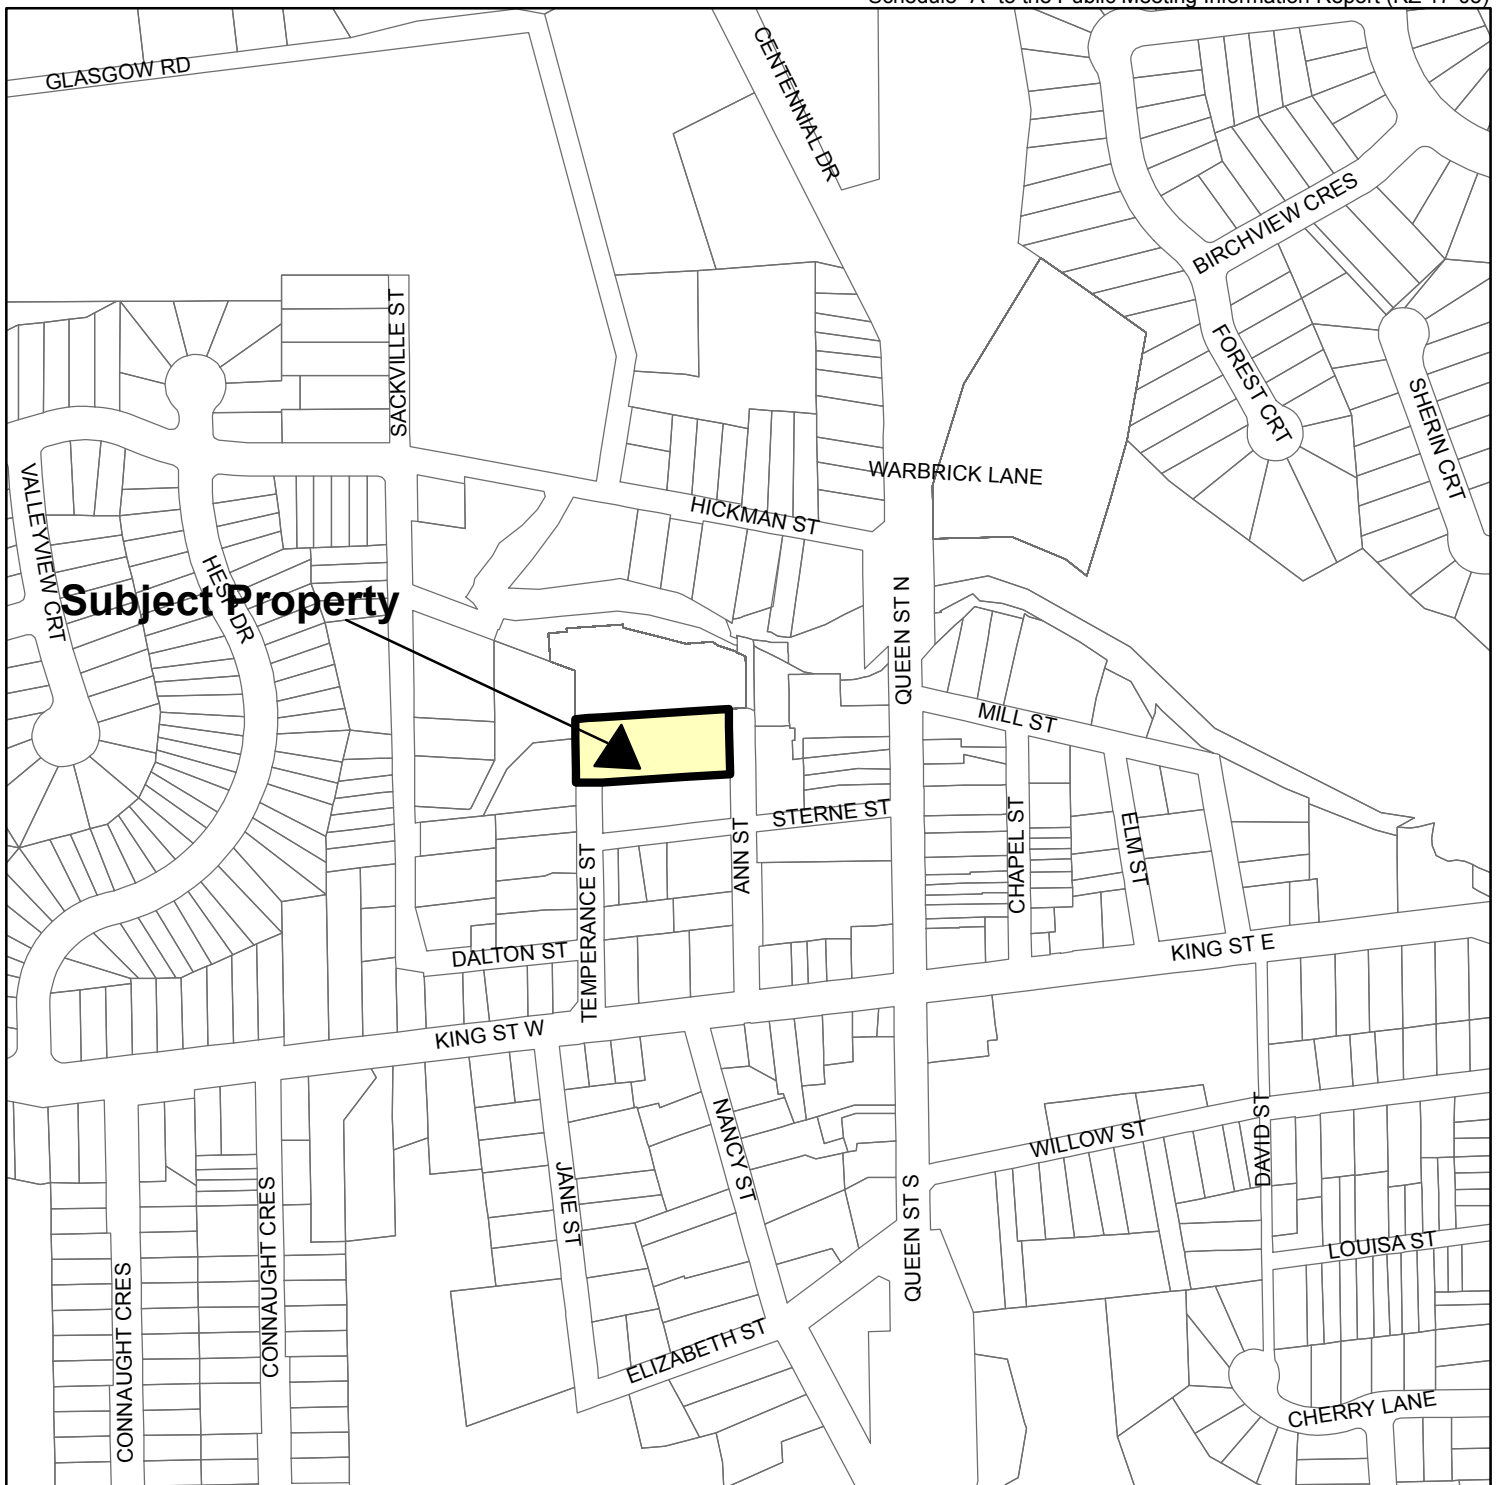 GLASGOW RD
CENTENNIAL DR
BIRCHVIEW CRES
SACKVILLE ST
FOREST CRT
SHERIN CRT
WARBRICK LANE
HICKMAN ST
VALLEYVIEW CRT
Subject Property
QUEEN ST N
MILL ST
STERNE ST
CHAPEL ST
ELM ST
ANN ST
TEMPERANCE ST
DALTON ST
KING ST E
KING ST W
NANCY ST
JANE ST
WILLOW ST
DAVID ST
QUEEN ST S
LOUISA ST
CONNAUGHT CRES
CONNAUGHT CRES
ELIZABETH ST
CHERRY LANE